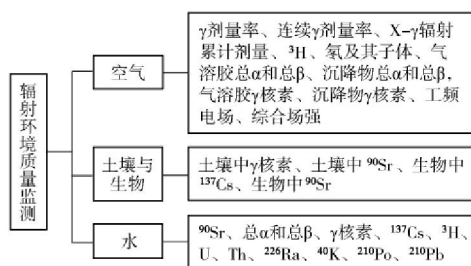 辐射环境质量监测
空气
γ剂量率、连续γ剂量率、X-γ辐射
累计剂量、³H、氡及其子体、气
溶胶总α和总β、沉降物总α和总β,
气溶胶γ核素、沉降物γ核素、工频
电场、综合场强
土壤与
生物
土壤中γ核素、土壤中⁹⁰Sr、生物中
¹³⁷Cs、生物中⁹⁰Sr
水
⁹⁰Sr、总α和总β、γ核素、¹³⁷Cs、³H、
U、Th、²²⁶Ra、⁴⁰K、²¹⁰Po、²¹⁰Pb